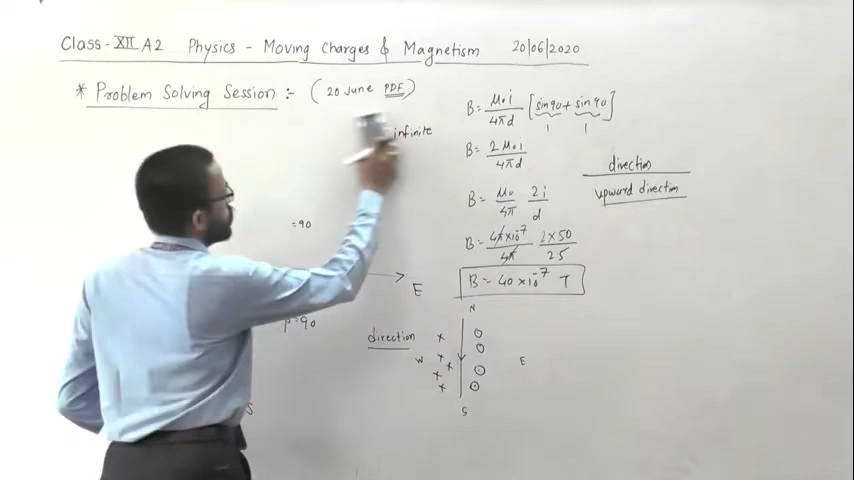 Class-XII A2 Physics - Moving Charges & Magnetism 20/06/2020
* Problem Solving Session :- (20 June PDF)
infinite
=90
E
β=90
S
B= μ₀i/4πd [sin90+ sin90]
1 1
B= 2μ₀i/4πd
B= μ₀/4π 2i/d
B= 4π×10⁻⁷/4π 2×50/25
B= 40×10⁻⁷ T
direction
upward direction
direction
N
W
E
S